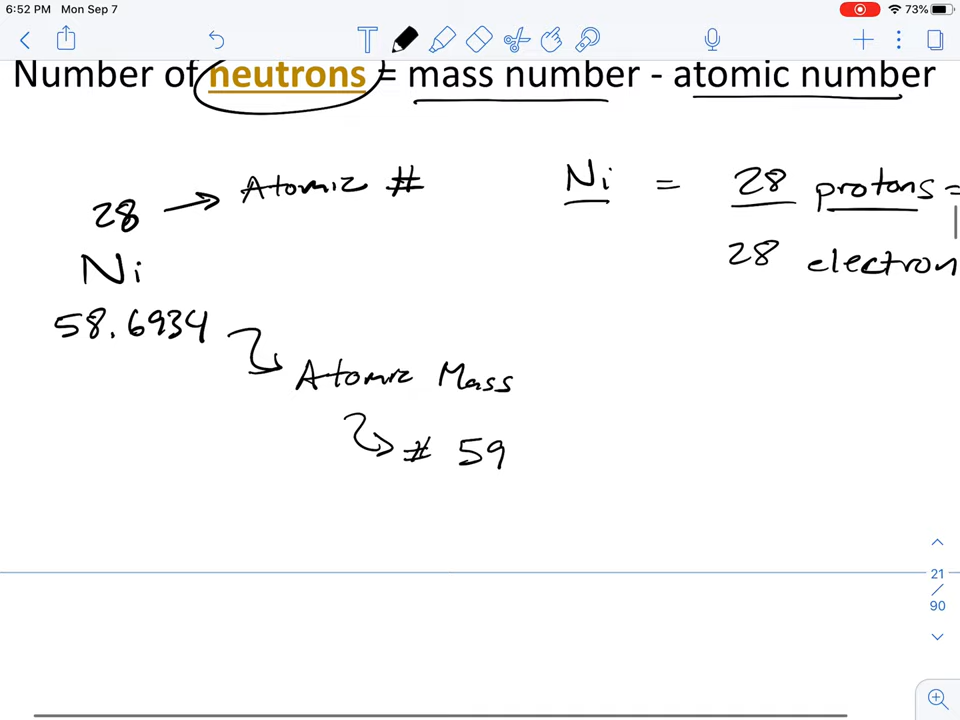 6:52 PM Mon Sep 7
73%
T
Number of neutrons = mass number - atomic number
28 → Atomic #
Ni
58.6934
Atomic Mass
# 59
Ni = 28 protons =
28 electron
21
/
90